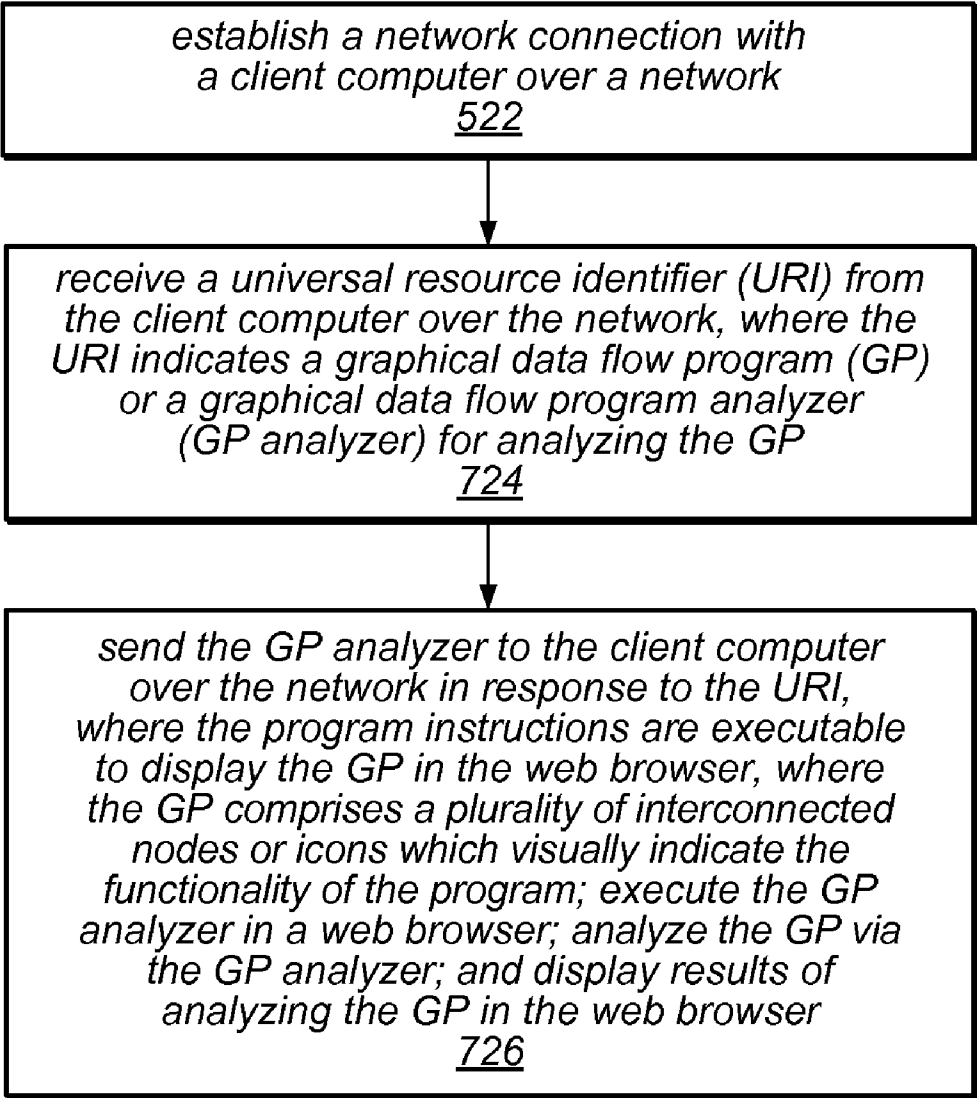 establish a network connection with
a client computer over a network
522
receive a universal resource identifier (URI) from
the client computer over the network, where the
URI indicates a graphical data flow program (GP)
or a graphical data flow program analyzer
(GP analyzer) for analyzing the GP
724
send the GP analyzer to the client computer
over the network in response to the URI,
where the program instructions are executable
to display the GP in the web browser, where
the GP comprises a plurality of interconnected
nodes or icons which visually indicate the
functionality of the program; execute the GP
analyzer in a web browser; analyze the GP via
the GP analyzer; and display results of
analyzing the GP in the web browser
726